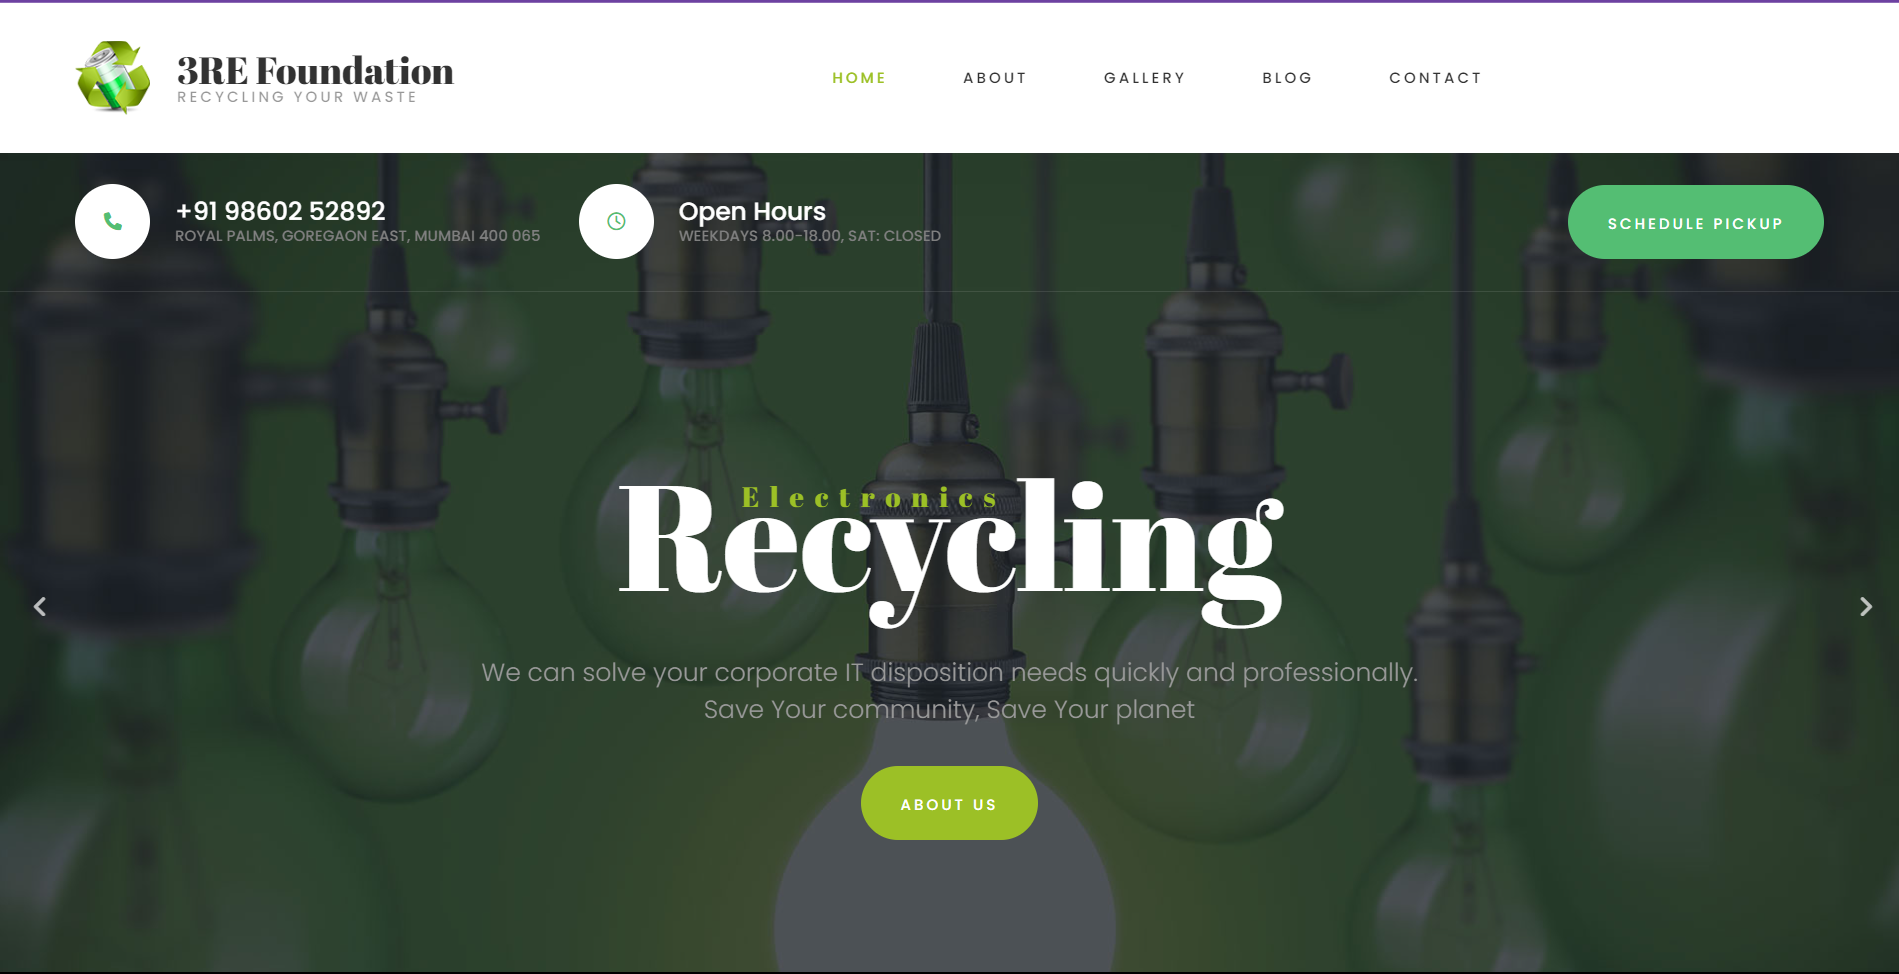 3RE Foundation
RECYCLING YOUR WASTE
HOME ABOUT GALLERY BLOG CONTACT
+91 98602 52892
ROYAL PALMS, GOREGAON EAST, MUMBAI 400 065
Open Hours
WEEKDAYS 8.00-18.00, SAT: CLOSED
SCHEDULE PICKUP
Electronics
Recycling
We can solve your corporate IT disposition needs quickly and professionally.
Save Your community, Save Your planet
ABOUT US